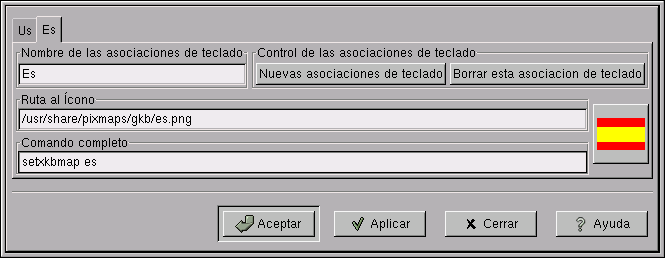 Us Es
Nombre de las asociaciones de teclado
Es
Control de las asociaciones de teclado
Nuevas asociaciones de teclado Borrar esta asociacion de teclado
Ruta al Ícono
/usr/share/pixmaps/gkb/es.png
Comando completo
setxkbmap es
Aceptar Aplicar Cerrar Ayuda